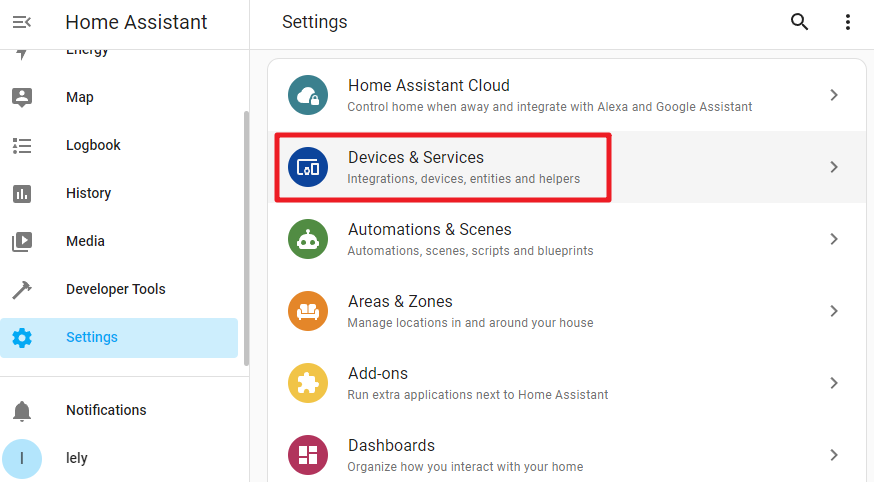 Home Assistant
Energy
Map
Logbook
History
Media
Developer Tools
Settings
Notifications
l
lely
Settings
Home Assistant Cloud
Control home when away and integrate with Alexa and Google Assistant
Devices & Services
Integrations, devices, entities and helpers
Automations & Scenes
Automations, scenes, scripts and blueprints
Areas & Zones
Manage locations in and around your house
Add-ons
Run extra applications next to Home Assistant
Dashboards
Organize how you interact with your home